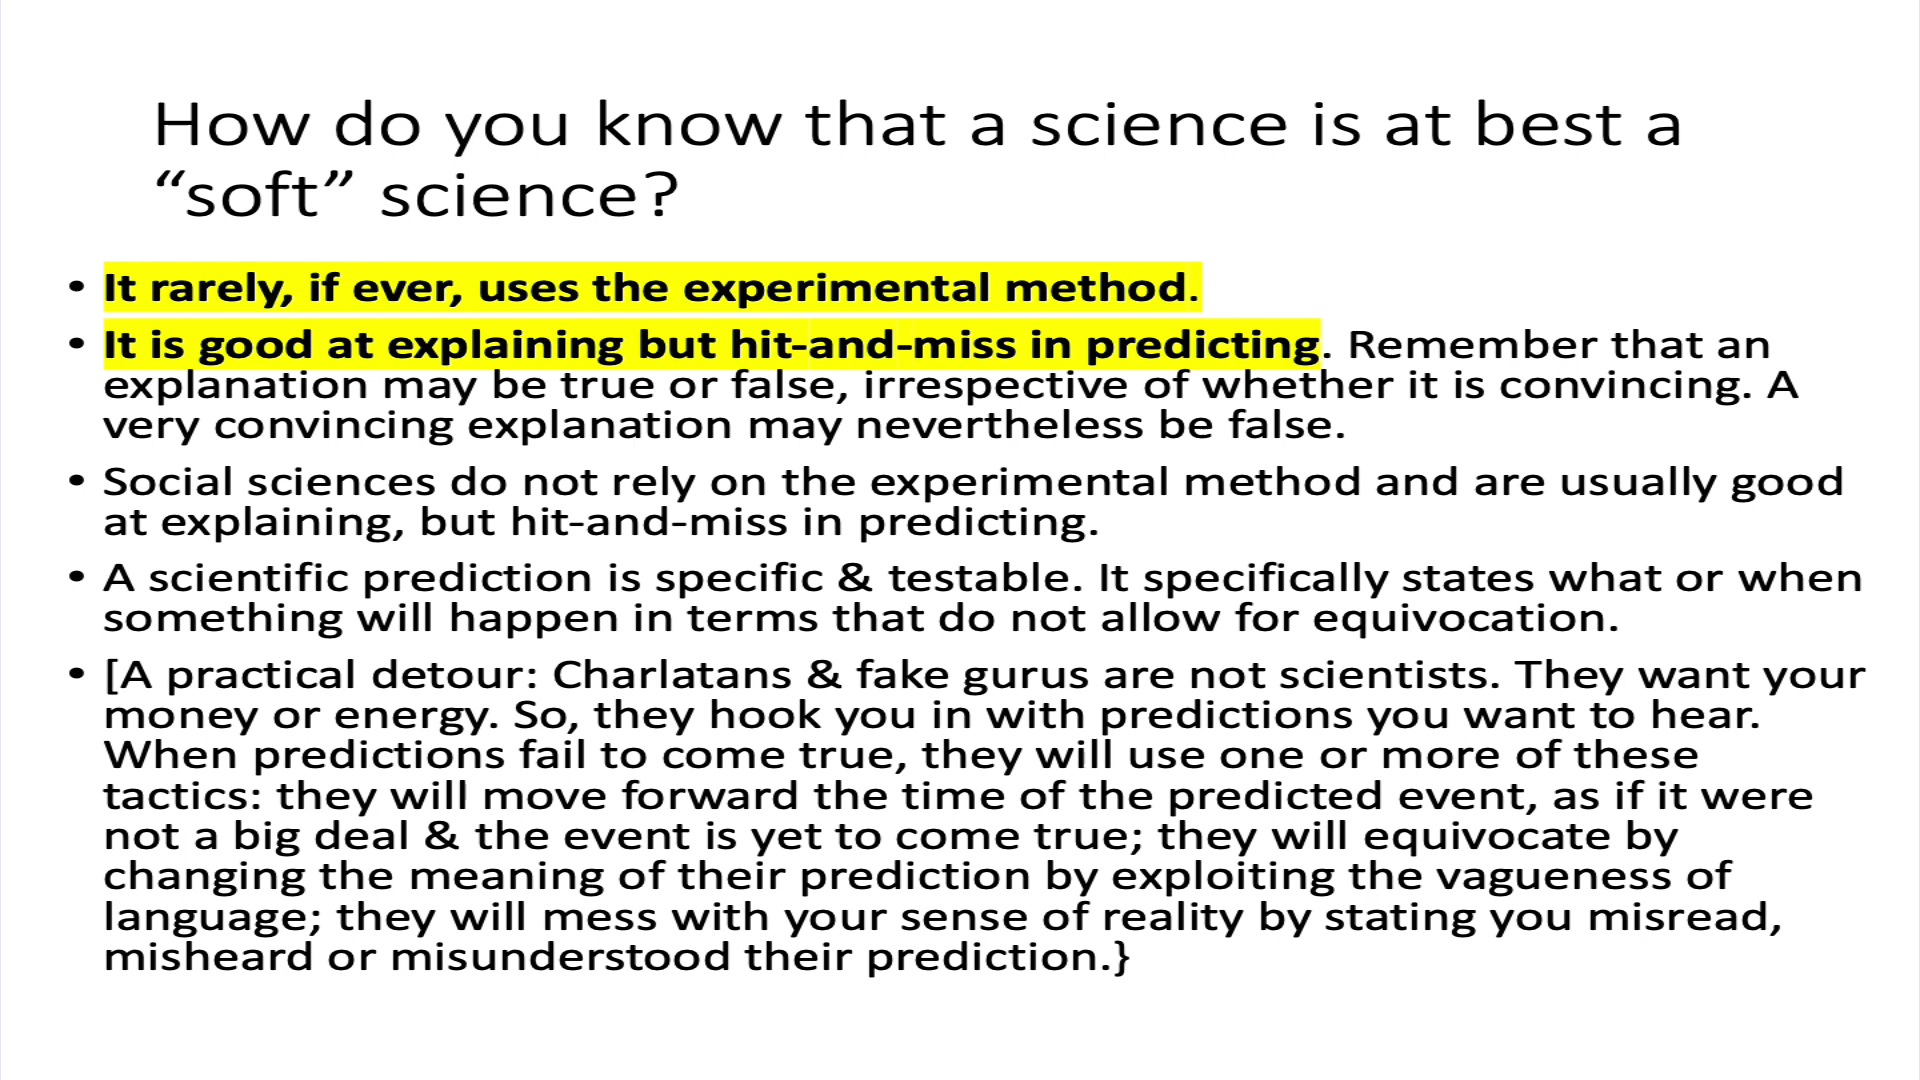 How do you know that a science is at best a
“soft” science?
• It rarely, if ever, uses the experimental method.
• It is good at explaining but hit-and-miss in predicting. Remember that an
explanation may be true or false, irrespective of whether it is convincing. A
very convincing explanation may nevertheless be false.
• Social sciences do not rely on the experimental method and are usually good
at explaining, but hit-and-miss in predicting.
• A scientific prediction is specific & testable. It specifically states what or when
something will happen in terms that do not allow for equivocation.
• [A practical detour: Charlatans & fake gurus are not scientists. They want your
money or energy. So, they hook you in with predictions you want to hear.
When predictions fail to come true, they will use one or more of these
tactics: they will move forward the time of the predicted event, as if it were
not a big deal & the event is yet to come true; they will equivocate by
changing the meaning of their prediction by exploiting the vagueness of
language; they will mess with your sense of reality by stating you misread,
misheard or misunderstood their prediction.}